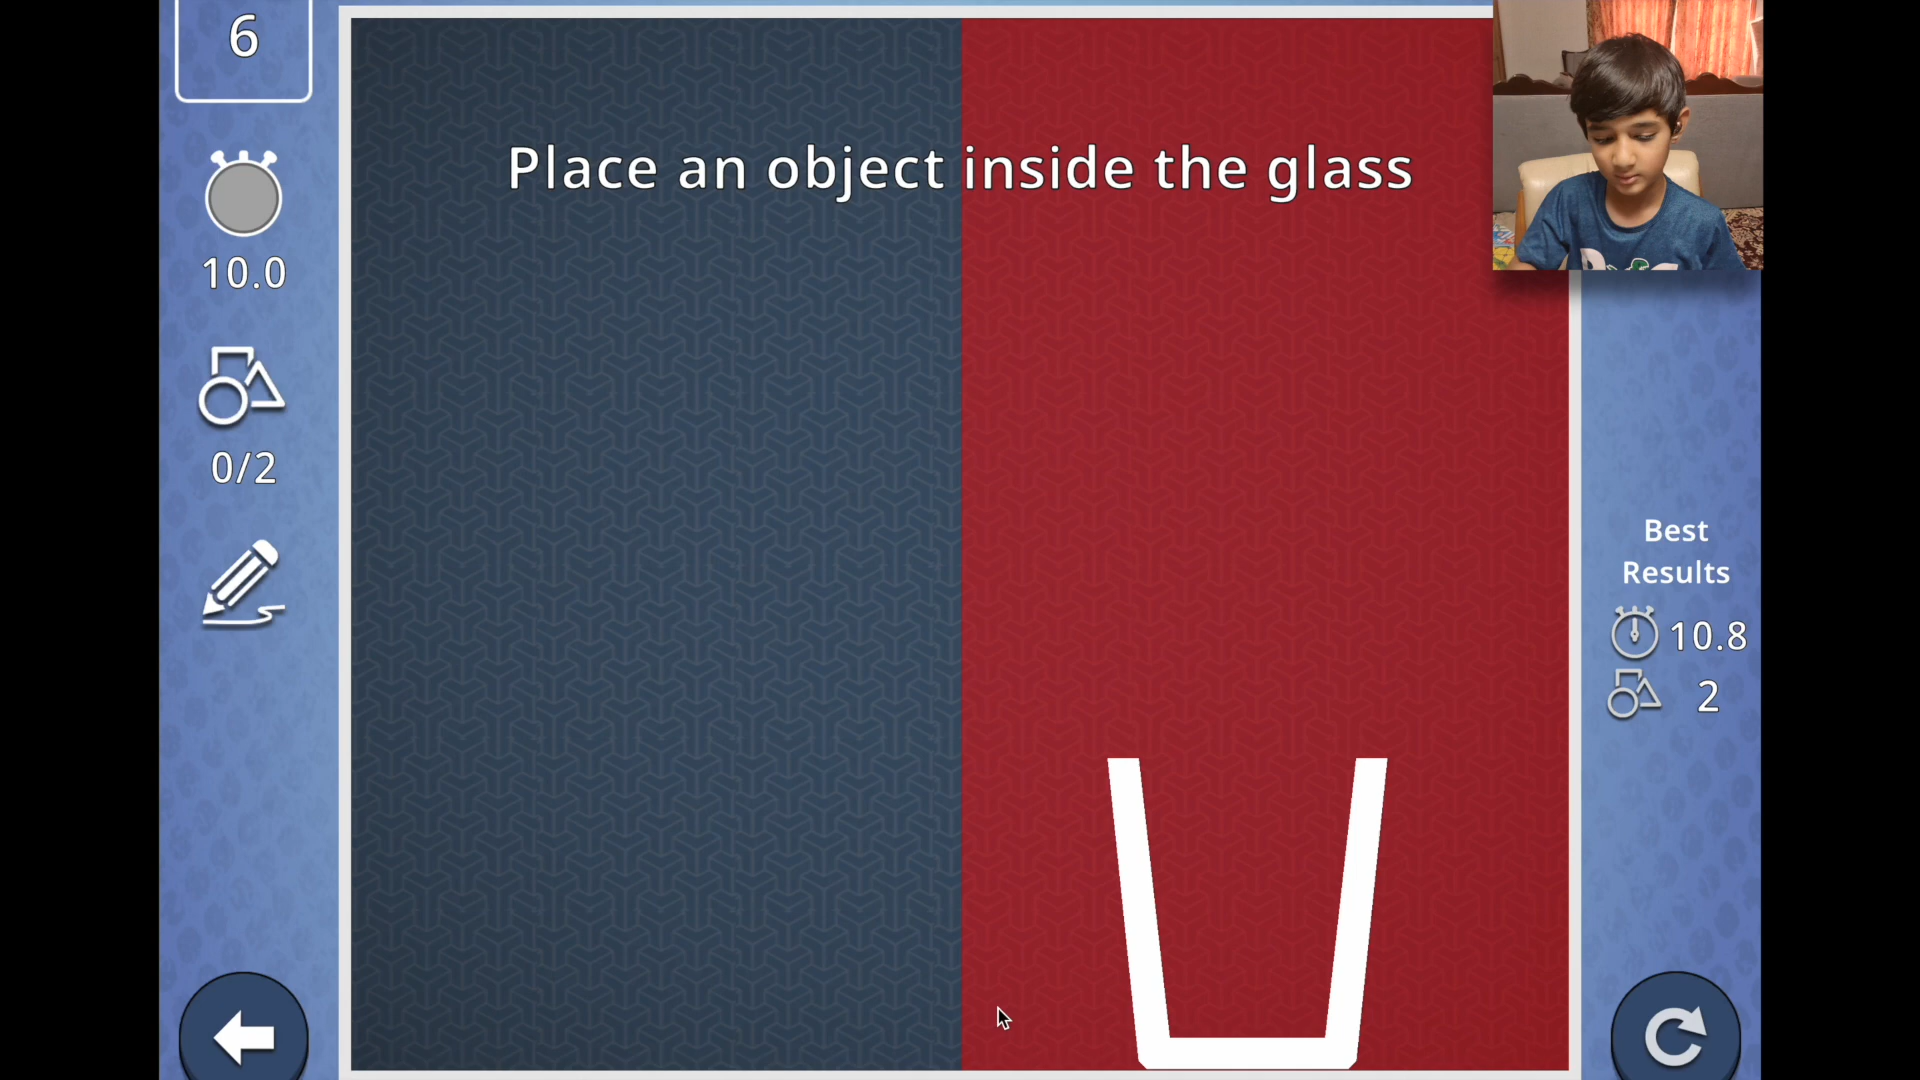 6
Place an object inside the glass
10.0
0/2
Best
Results
10.8
2